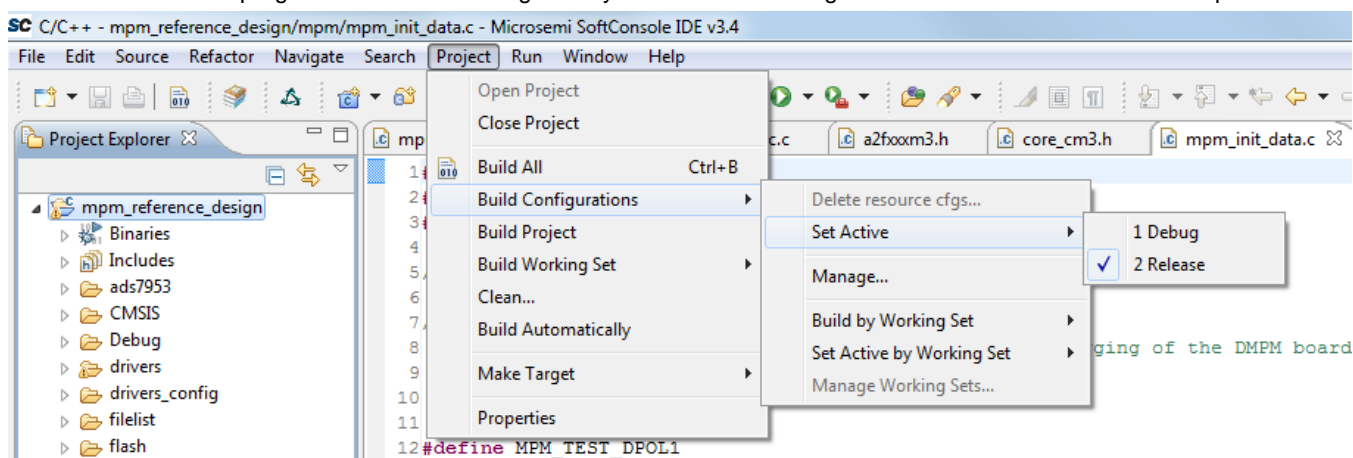 SC C/C++ - mpm_reference_design/mpm/mpm_init_data.c - Microsemi SoftConsole IDE v3.4
File Edit Source Refactor Navigate Search Project Run Window Help
Project Explorer
mp
c.c
a2fxxxm3.h
core_cm3.h
mpm_init_data.c
mpm_reference_design
Binaries
Includes
ads7953
CMSIS
Debug
drivers
drivers_config
filelist
flash
Open Project
Close Project
Build All Ctrl+B
Build Configurations
Build Project
Build Working Set
Clean...
Build Automatically
Make Target
Properties
Delete resource cfgs...
Set Active
Manage...
Build by Working Set
Set Active by Working Set
Manage Working Sets...
1 Debug
2 Release
1#
2#
3#
4
5/
6
7/
8 ging of the DMPM board
9
10
11
12#define MPM_TEST_DPOL1